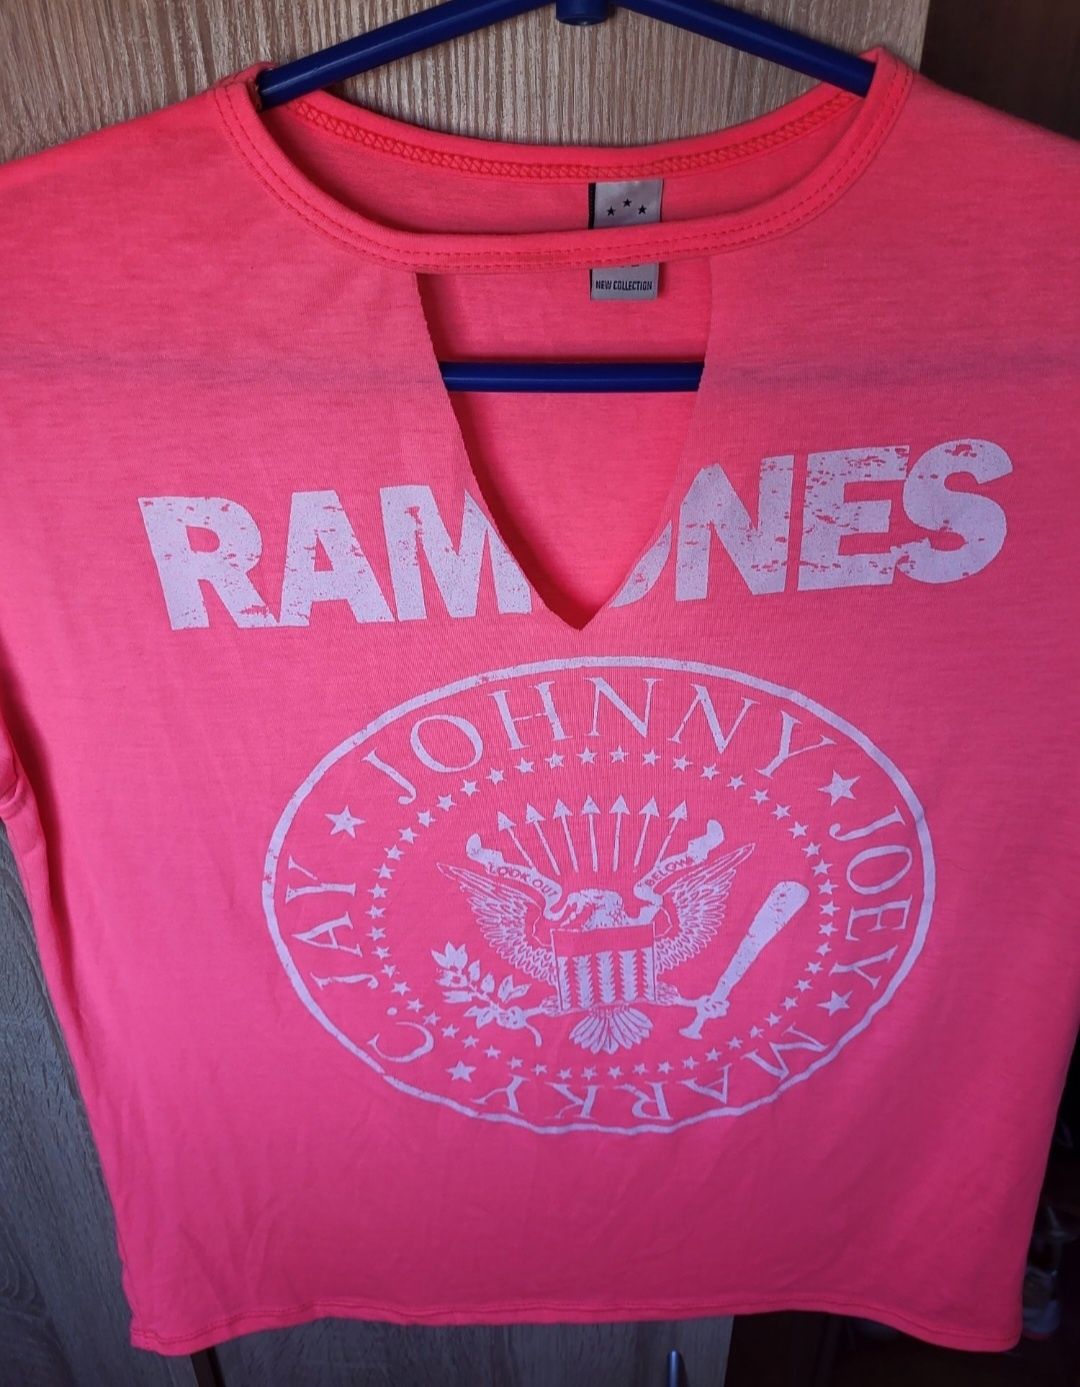 NEW COLLECTION
RAMONES
JOHNNY
JOEY
MARKY
C. JAY
LOOK OUT
BELOW